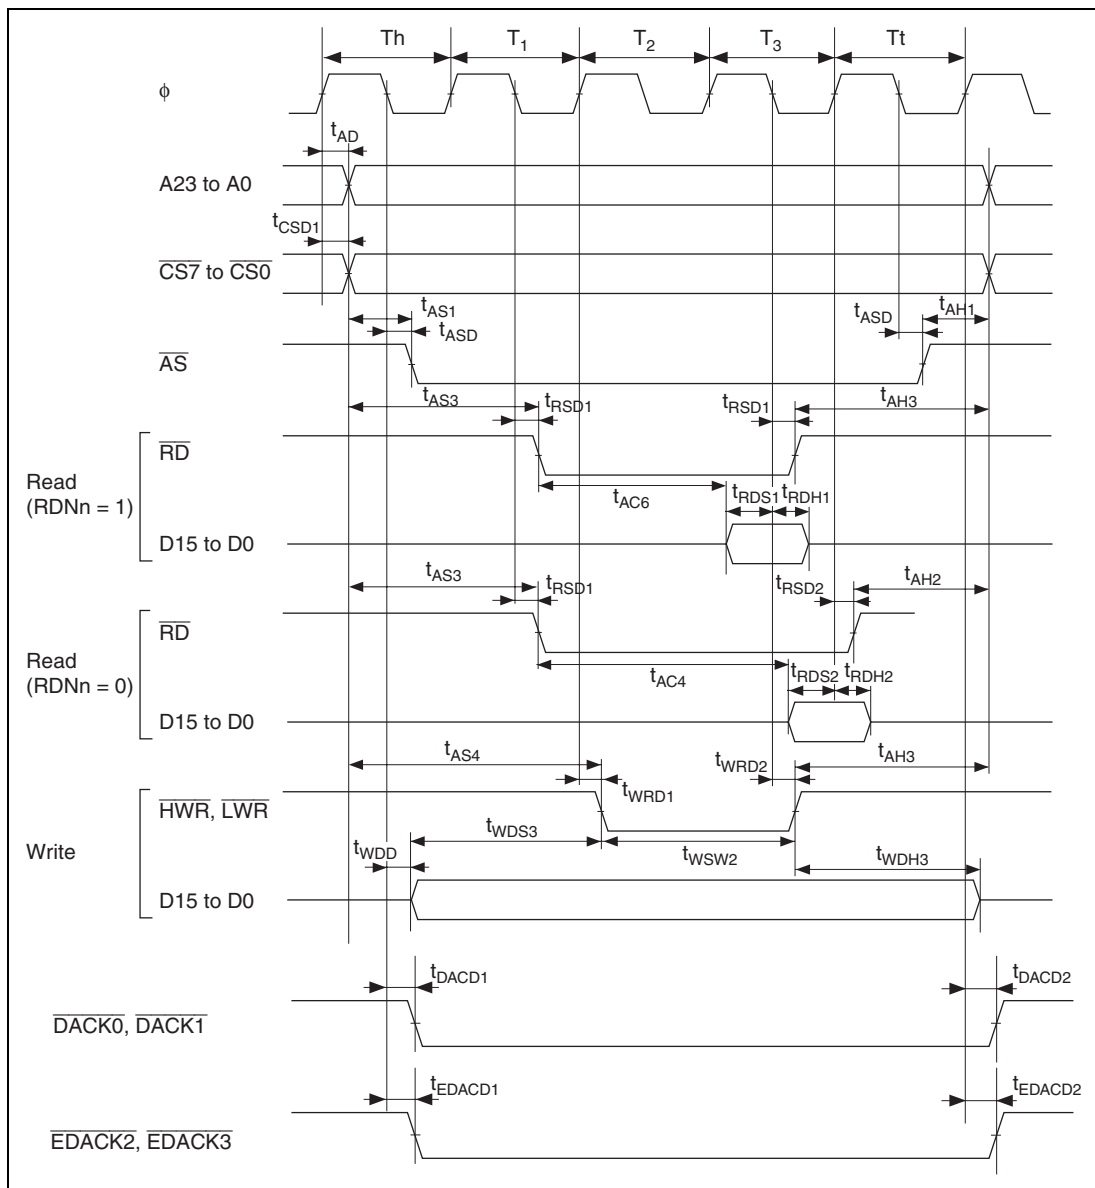 Th T1 T2 T3 Tt
ϕ
tAD
A23 to A0
tCSD1
CS7 to CS0
tAS1
tASD tASD tAH1
AS
tAS3 tRSD1 tRSD1 tAH3
RD
Read
(RDNn = 1)
tAC6 tRDS1 tRDH1
D15 to D0
tAS3 tRSD1 tRSD2 tAH2
RD
Read
(RDNn = 0)
tAC4 tRDS2 tRDH2
D15 to D0
tAS4 tWRD2 tAH3
tWRD1
HWR, LWR
Write
tWDD tWDS3 tWSW2 tWDH3
D15 to D0
tDACD1 tDACD2
DACK0, DACK1
tEDACD1 tEDACD2
EDACK2, EDACK3